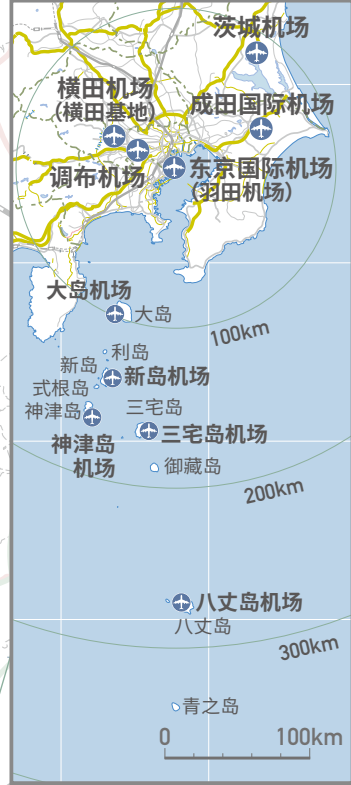 茨城机场
横田机场
（横田基地）
成田国际机场
调布机场
东京国际机场
（羽田机场）
大岛机场
大岛
100km
利岛
新岛
新岛机场
式根岛
神津岛
三宅岛
神津岛
机场
三宅岛机场
御藏岛
200km
八丈岛机场
八丈岛
300km
青之岛
0 100km